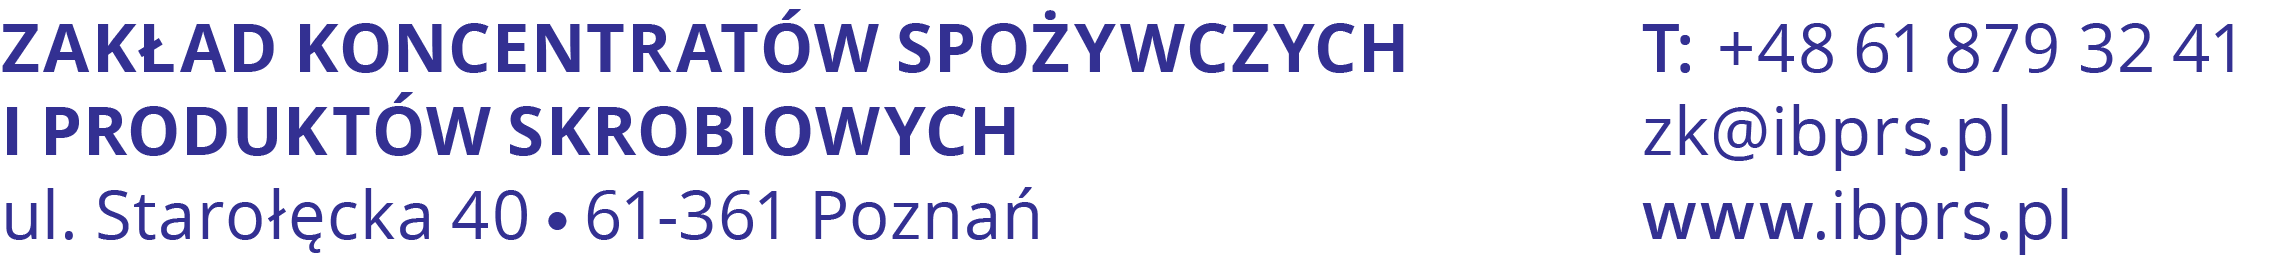 ZAKŁAD KONCENTRATÓW SPOŻYWCZYCH
I PRODUKTÓW SKROBIOWYCH
ul. Starołęcka 40 • 61-361 Poznań
T: +48 61 879 32 41
zk@ibprs.pl
www.ibprs.pl